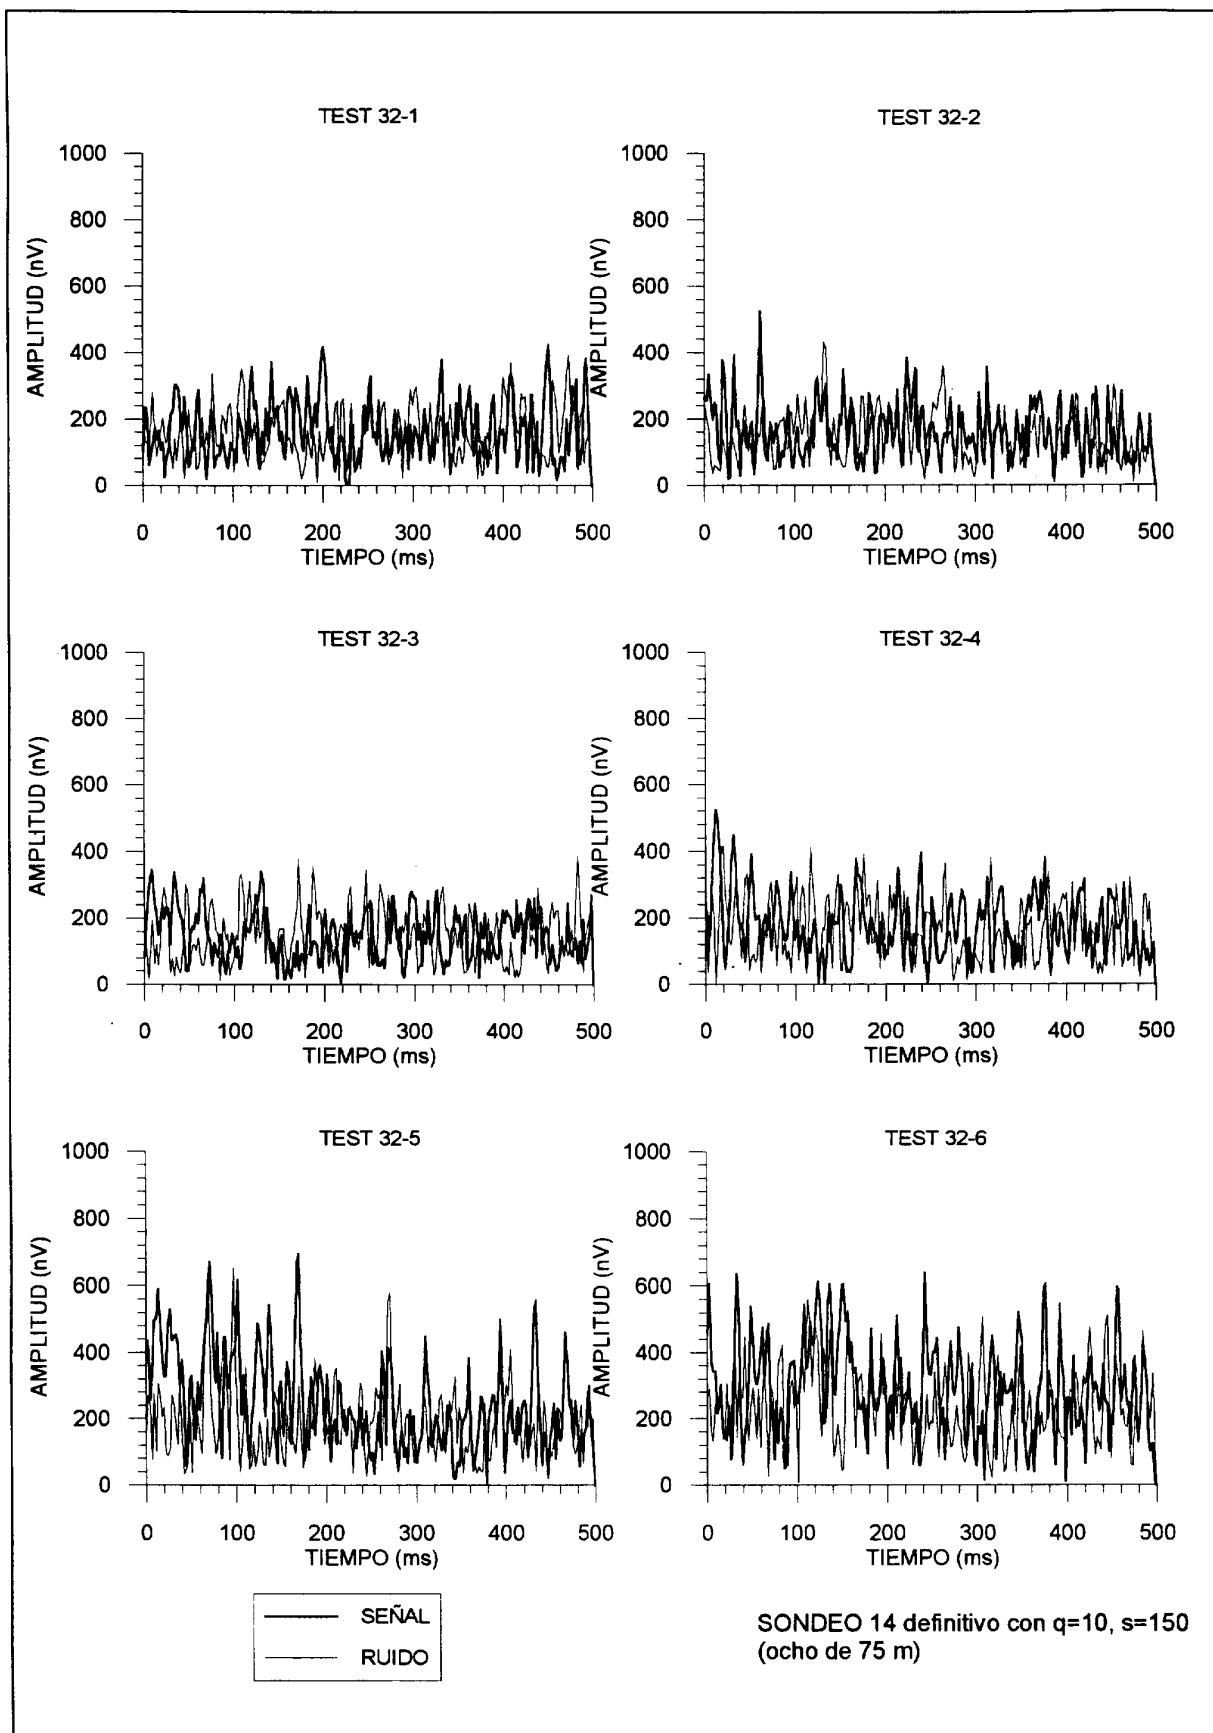 TEST 32-1
1000
800
600
400
200
0
AMPLITUD (nV)
0 100 200 300 400 500
TIEMPO (ms)
TEST 32-2
1000
800
600
400
200
0
AMPLITUD (nV)
0 100 200 300 400 500
TIEMPO (ms)
TEST 32-3
1000
800
600
400
200
0
AMPLITUD (nV)
0 100 200 300 400 500
TIEMPO (ms)
TEST 32-4
1000
800
600
400
200
0
AMPLITUD (nV)
0 100 200 300 400 500
TIEMPO (ms)
TEST 32-5
1000
800
600
400
200
0
AMPLITUD (nV)
0 100 200 300 400 500
TIEMPO (ms)
TEST 32-6
1000
800
600
400
200
0
AMPLITUD (nV)
0 100 200 300 400 500
TIEMPO (ms)
SEÑAL
RUIDO
SONDEO 14 definitivo con q=10, s=150
(ocho de 75 m)